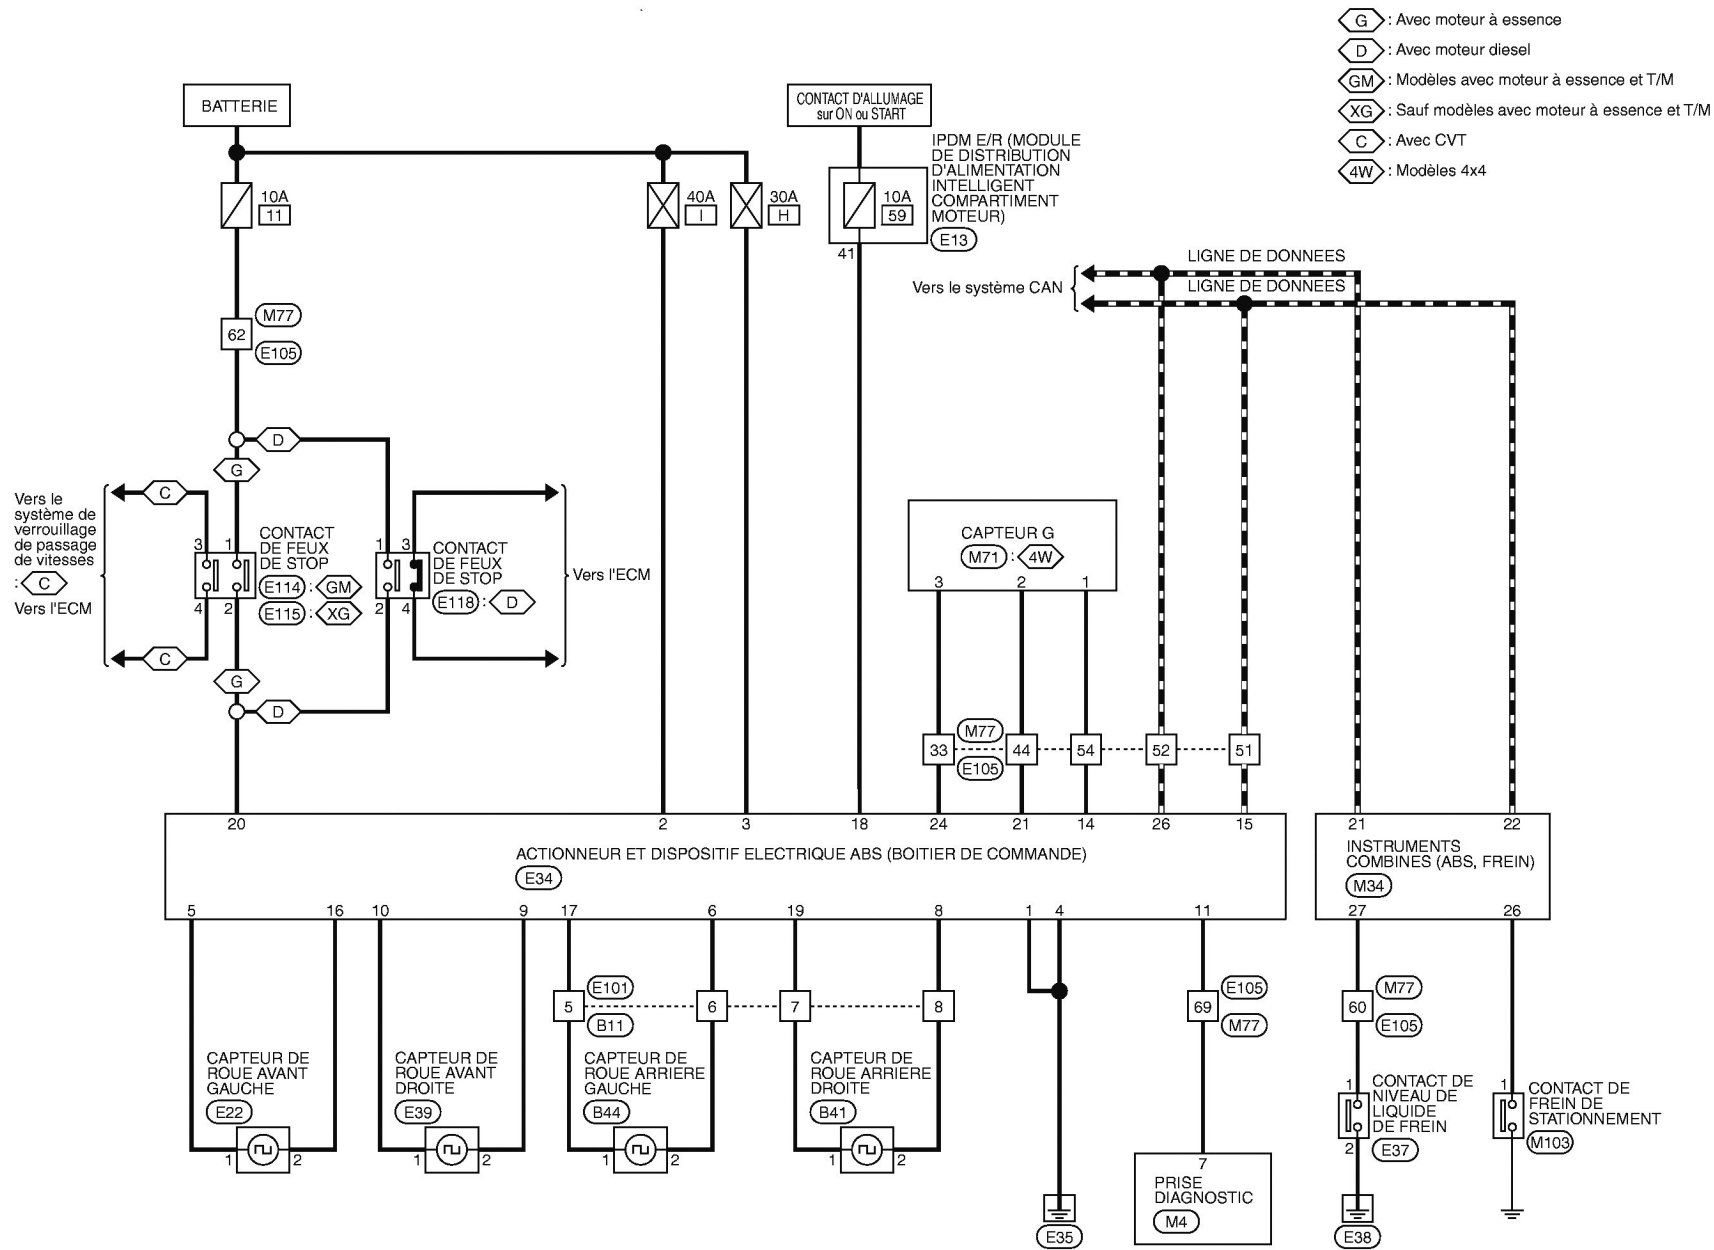 G : Avec moteur à essence
D : Avec moteur diesel
GM : Modèles avec moteur à essence et T/M
XG : Sauf modèles avec moteur à essence et T/M
C : Avec CVT
4W : Modèles 4x4
BATTERIE
CONTACT D'ALLUMAGE
sur ON ou START
IPDM E/R (MODULE
DE DISTRIBUTION
D'ALIMENTATION
INTELLIGENT
COMPARTIMENT
MOTEUR)
E13
10A
11
40A
I
30A
H
10A
59
41
LIGNE DE DONNEES
Vers le système CAN
LIGNE DE DONNEES
M77
62
E105
D
G
C
Vers le
système de
verrouillage
de passage
de vitesses
: C
Vers l'ECM
3 1
4 2
CONTACT
DE FEUX
DE STOP
E114 : GM
E115 : XG
1 3
2 4
CONTACT
DE FEUX
DE STOP
E118 : D
Vers l'ECM
C
G
D
CAPTEUR G
M71 : 4W
3 2 1
M77
33 44 54 52 51
E105
20 2 3 18 24 21 14 26 15
ACTIONNEUR ET DISPOSITIF ELECTRIQUE ABS (BOITIER DE COMMANDE)
E34
5 16 10 9 17 6 19 8 1 4 11
21 22
INSTRUMENTS
COMBINES (ABS, FREIN)
M34
27 26
E101
5 6 7 8
B11
E105
69
M77
M77
60
E105
CAPTEUR DE
ROUE AVANT
GAUCHE
E22
1 2
CAPTEUR DE
ROUE AVANT
DROITE
E39
1 2
CAPTEUR DE
ROUE ARRIERE
GAUCHE
B44
1 2
CAPTEUR DE
ROUE ARRIERE
DROITE
B41
1 2
E35
7
PRISE
DIAGNOSTIC
M4
1
2
CONTACT DE
NIVEAU DE
LIQUIDE
DE FREIN
E37
E38
1
CONTACT DE
FREIN DE
STATIONNEMENT
M103